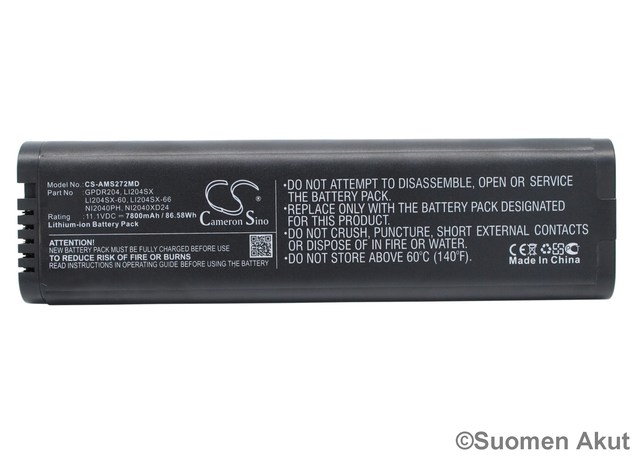 Model No.: CS-AMS272MD
Part No : GPDR204, LI204SX
LI204SX-60, LI204SX-66
NI2040PH, NI2040XD24
Rating : 11.1VDC ⎓ 7800mAh / 86.58Wh
Lithium-ion Battery Pack
ATTENTION!
NEW BATTERY MUST BE FULLY CHARGED BEFORE USE
TO REDUCE RISK OF FIRE OR BURNS
READ INSTRUCTION BEFORE USING THE BATTERY
CS
Cameron Sino
•DO NOT ATTEMPT TO DISASSEMBLE, OPEN OR SERVICE
THE BATTERY PACK.
•REPLACE ONLY WITH THE BATTERY PACK DESIGNATED
FOR THIS PRODUCT.
•DO NOT CRUSH, PUNCTURE, SHORT EXTERNAL CONTACTS
OR DISPOSE OF IN FIRE OR WATER.
•DO NOT STORE ABOVE 60°C (140°F).
CE FC
MADE IN CHINA
©Suomen Akut